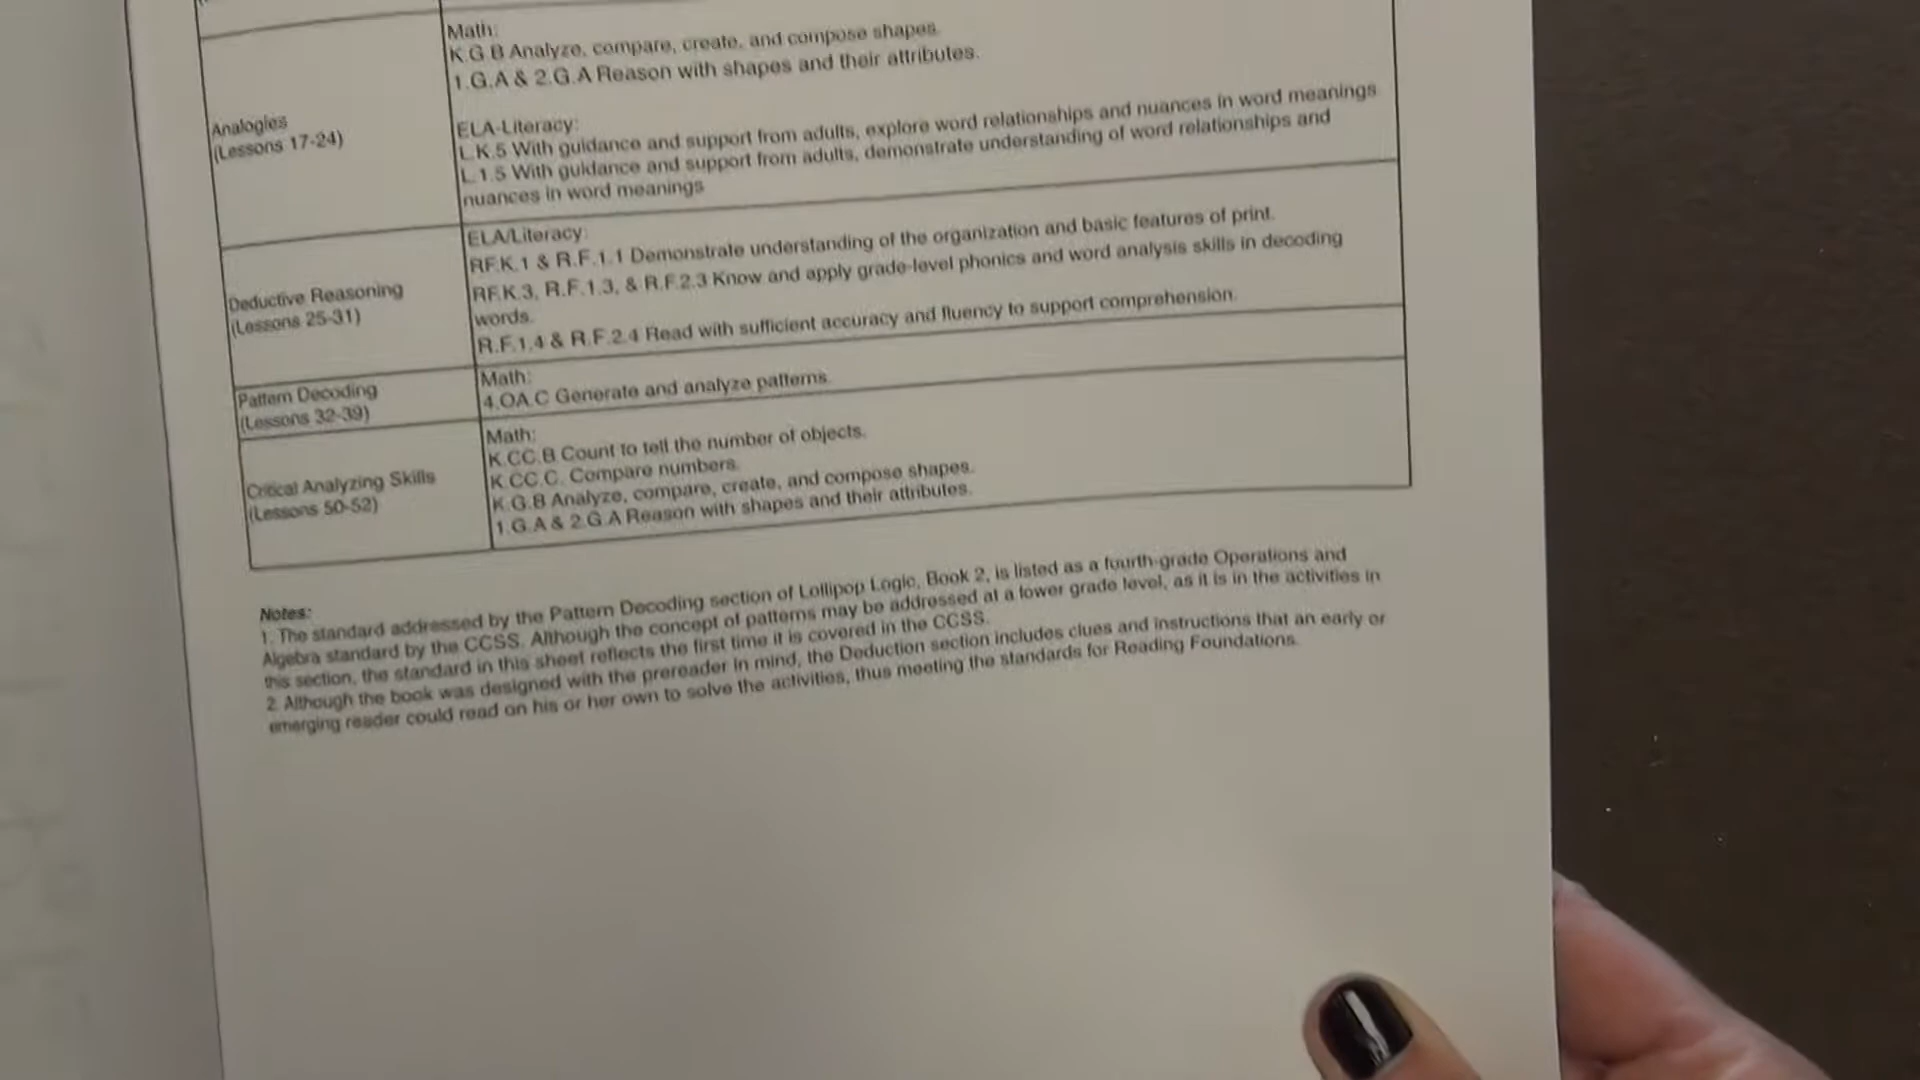 Math:
K.G.B Analyze, compare, create, and compose shapes.
1.G.A & 2.G.A Reason with shapes and their attributes.
Analogies
(Lessons 17-24)
ELA-Literacy:
L.K.5 With guidance and support from adults, explore word relationships and nuances in word meanings
L.1.5 With guidance and support from adults, demonstrate understanding of word relationships and
nuances in word meanings
Deductive Reasoning
(Lessons 25-31)
ELA/Literacy:
RF.K.1 & R.F.1.1 Demonstrate understanding of the organization and basic features of print.
RF.K.3, R.F.1.3, & R.F.2.3 Know and apply grade-level phonics and word analysis skills in decoding
words.
R.F.1.4 & R.F.2.4 Read with sufficient accuracy and fluency to support comprehension.
Pattern Decoding
(Lessons 32-39)
Math:
4.OA.C Generate and analyze patterns.
Critical Analyzing Skills
(Lessons 50-52)
Math:
K.CC.B Count to tell the number of objects.
K.CC.C. Compare numbers.
K.G.B Analyze, compare, create, and compose shapes.
1.G.A & 2.G.A Reason with shapes and their attributes.
Notes:
1. The standard addressed by the Pattern Decoding section of Lollipop Logic, Book 2, is listed as a fourth-grade Operations and
Algebra standard by the CCSS. Although the concept of patterns may be addressed at a lower grade level, as it is in the activities in
this section, the standard in this sheet reflects the first time it is covered in the CCSS.
2. Although the book was designed with the prereader in mind, the Deduction section includes clues and instructions that an early or
emerging reader could read on his or her own to solve the activities, thus meeting the standards for Reading Foundations.